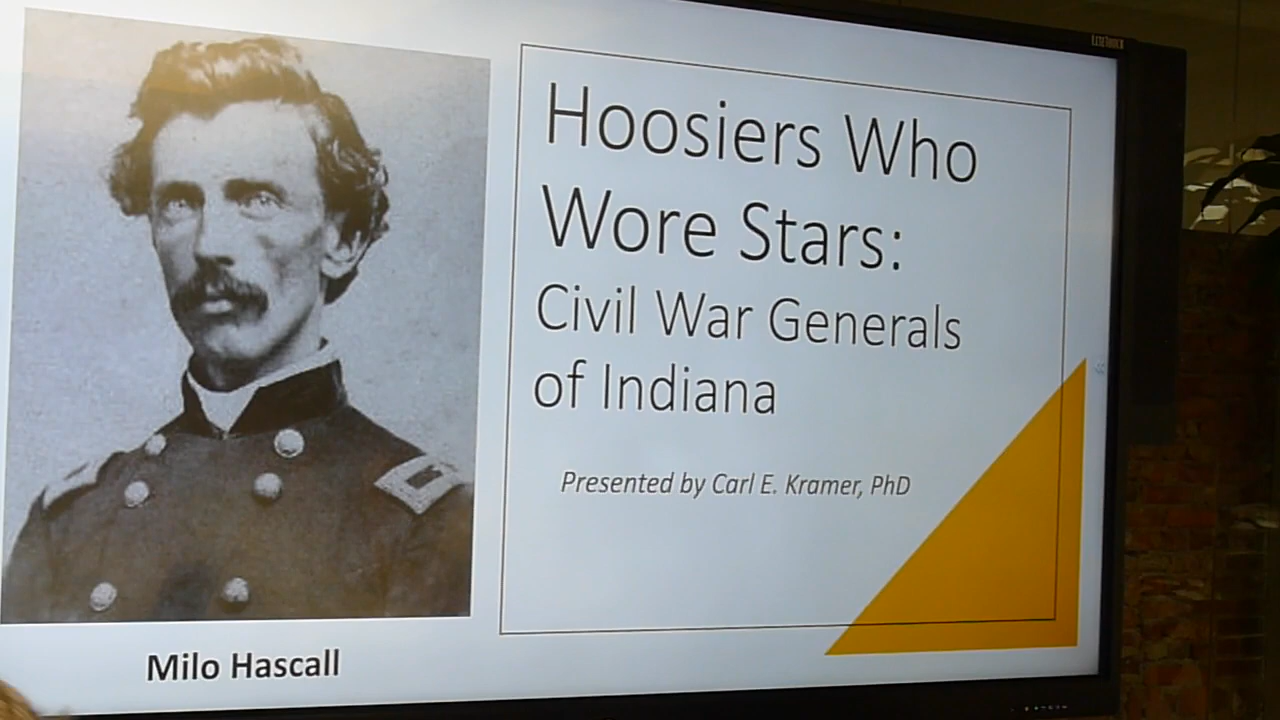 Hoosiers Who
Wore Stars:
Civil War Generals
of Indiana
Presented by Carl E. Kramer, PhD
Milo Hascall